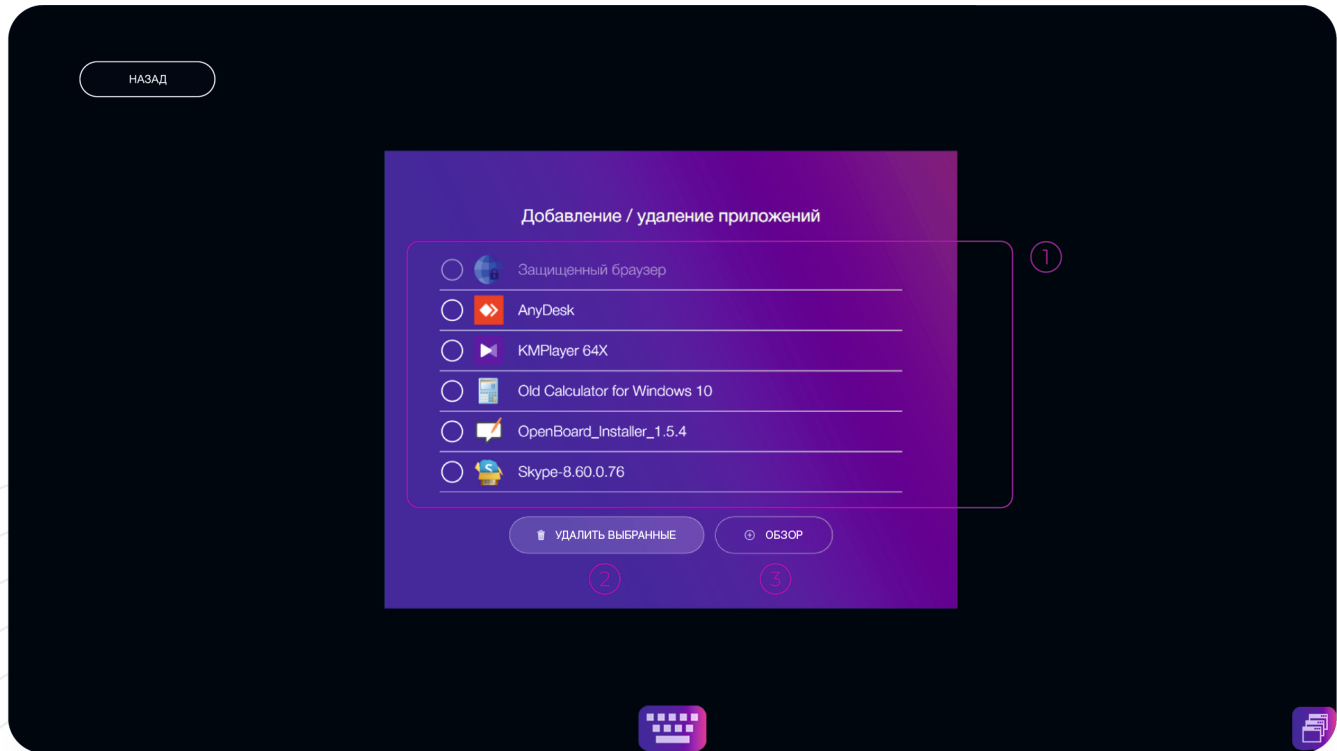 НАЗАД
Добавление / удаление приложений
1
Защищенный браузер
AnyDesk
KMPlayer 64X
Old Calculator for Windows 10
OpenBoard_Installer_1.5.4
Skype-8.60.0.76
УДАЛИТЬ ВЫБРАННЫЕ
ОБЗОР
2
3